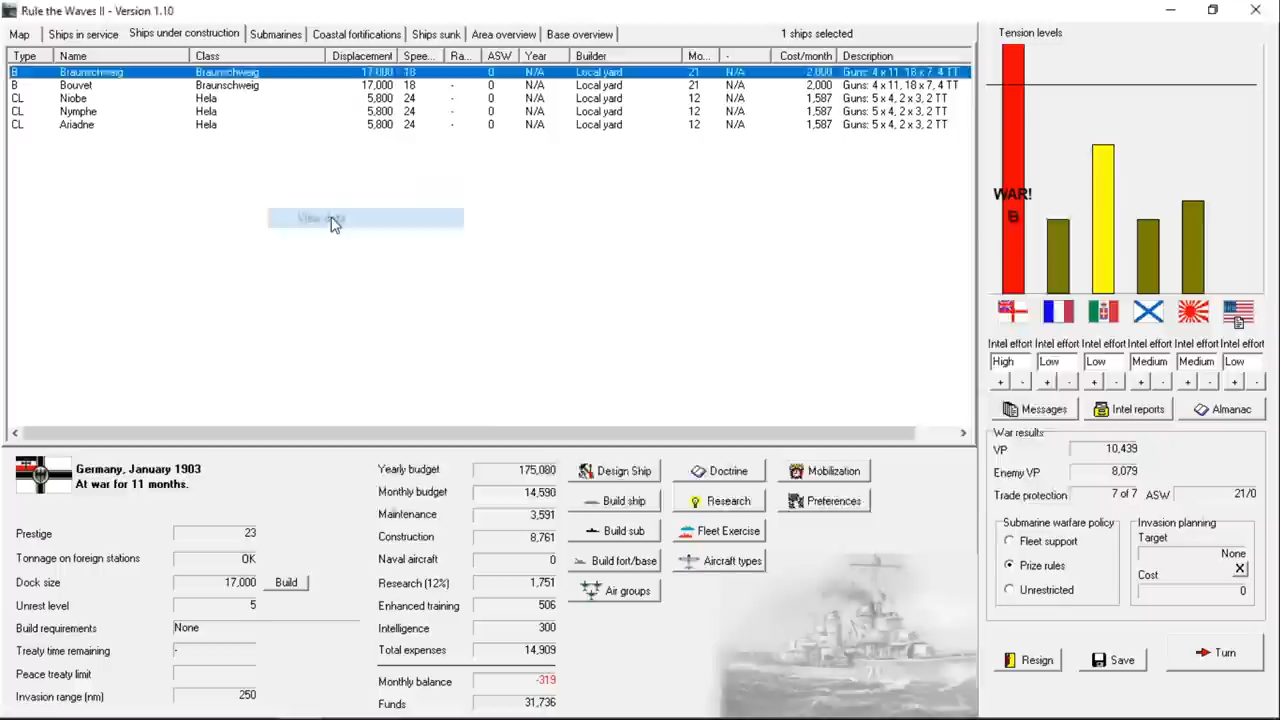 Rule the Waves II - Version 1.10
Map Ships in service Ships under construction Submarines Coastal fortifications Ships sunk Area overview Base overview 1 ships selected
Type Name Class Displacement Spee... Ra... ASW Year Builder Mo... - Cost/month Description
B Braunschweig Braunschweig 17,000 18 0 N/A Local yard 21 N/A 2,000 Guns: 4 x 11, 18 x 7, 4 TT
B Bouvet Braunschweig 17,000 18 - 0 N/A Local yard 21 N/A 2,000 Guns: 4 x 11, 18 x 7, 4 TT
CL Niobe Hela 5,800 24 - 0 N/A Local yard 12 N/A 1,587 Guns: 5 x 4, 2 x 3, 2 TT
CL Nymphe Hela 5,800 24 - 0 N/A Local yard 12 N/A 1,587 Guns: 5 x 4, 2 x 3, 2 TT
CL Ariadne Hela 5,800 24 - 0 N/A Local yard 12 N/A 1,587 Guns: 5 x 4, 2 x 3, 2 TT
View
Germany, January 1903
At war for 11 months.
Prestige 23
Tonnage on foreign stations OK
Dock size 17,000 Build
Unrest level 5
Build requirements None
Treaty time remaining -
Peace treaty limit
Invasion range (nm) 250
Yearly budget 175,080
Monthly budget 14,590
Maintenance 3,591
Construction 8,761
Naval aircraft 0
Research (12%) 1,751
Enhanced training 506
Intelligence 300
Total expenses 14,909
Monthly balance -319
Funds 31,736
Design Ship Doctrine Mobilization
Build ship Research Preferences
Build sub Fleet Exercise
Build fort/base Aircraft types
Air groups
Tension levels
WAR!
B
Intel effort Intel effort Intel effort Intel effort Intel effort Intel effort
High Low Low Medium Medium Low
+ - + - + - + - + - + -
Messages Intel reports Almanac
War results
VP 10,439
Enemy VP 8,079
Trade protection 7 of 7 ASW 21/0
Submarine warfare policy
Fleet support
Prize rules
Unrestricted
Invasion planning
Target
None
Cost X
0
Resign Save Turn